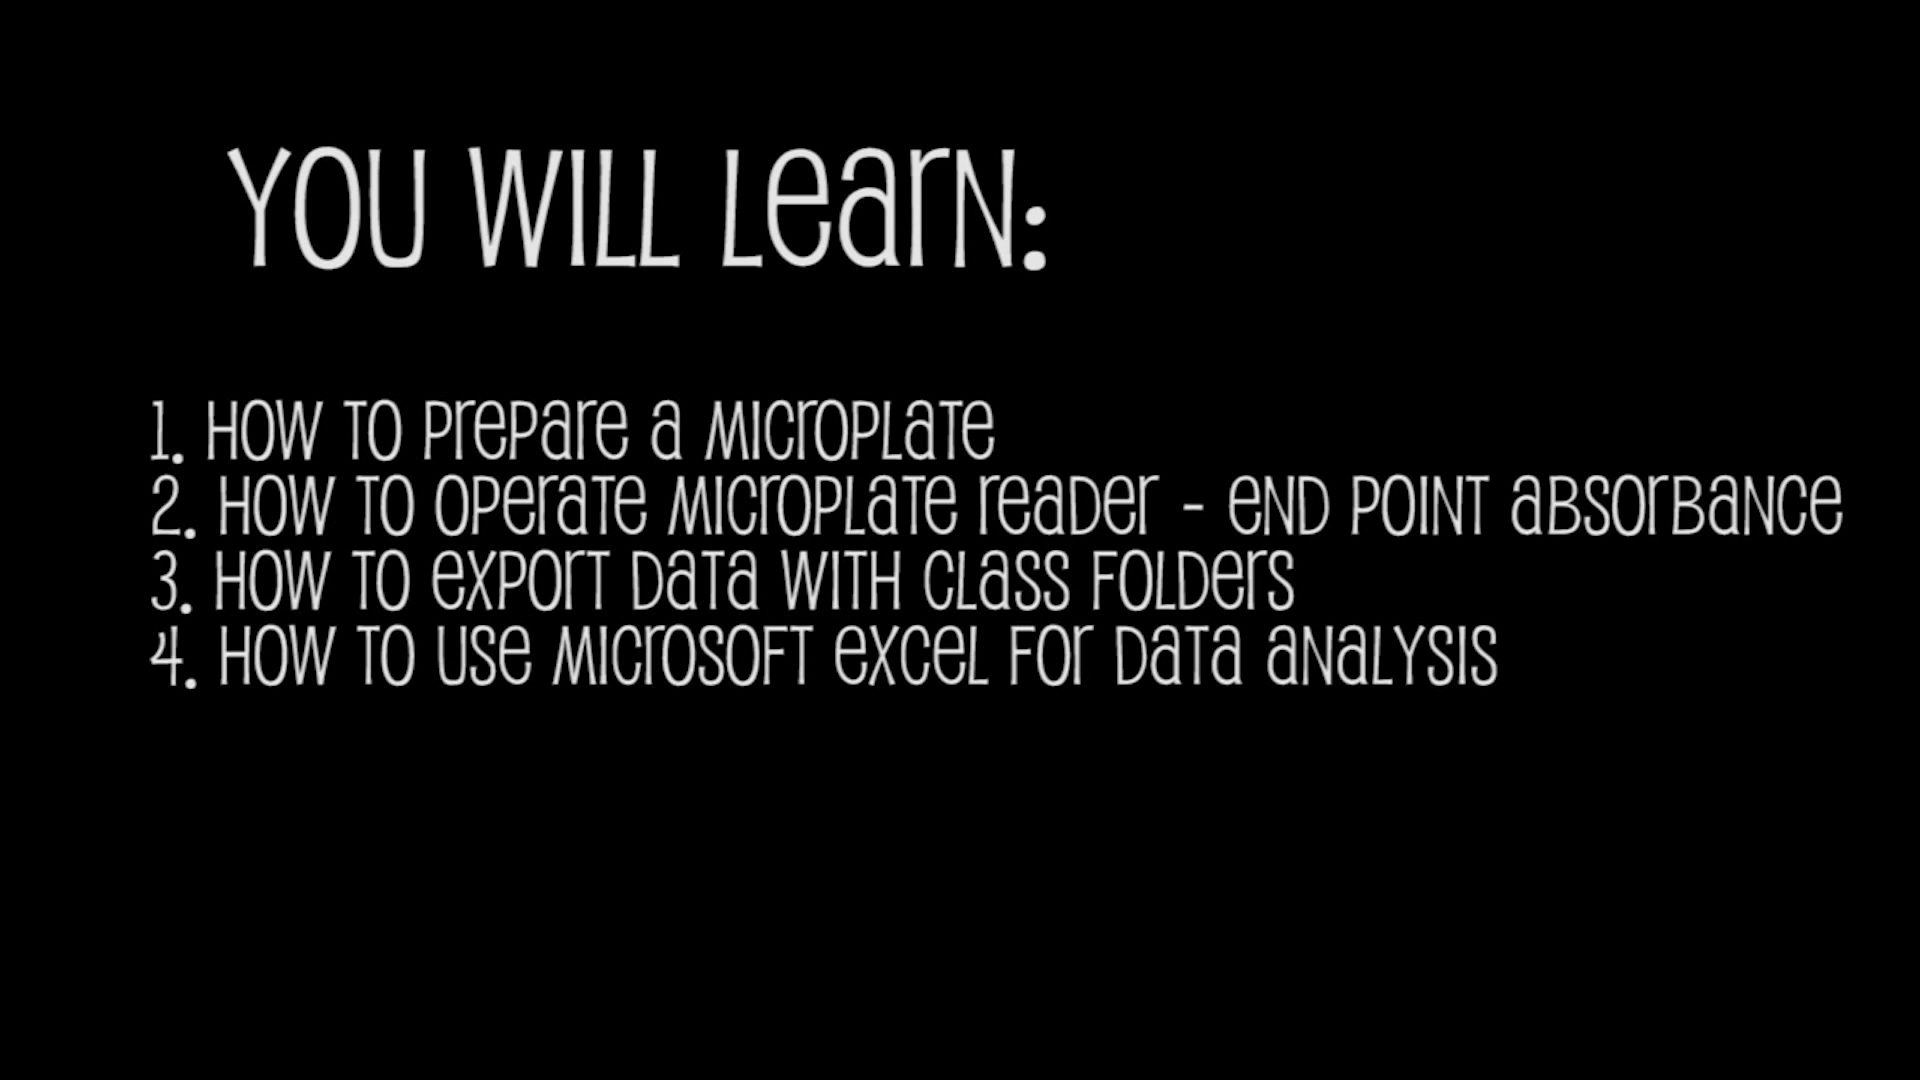 You will learn:
1. How to prepare a microplate
2. How to operate microplate reader - end point absorbance
3. How to export data with class folders
4. How to use Microsoft Excel for data analysis